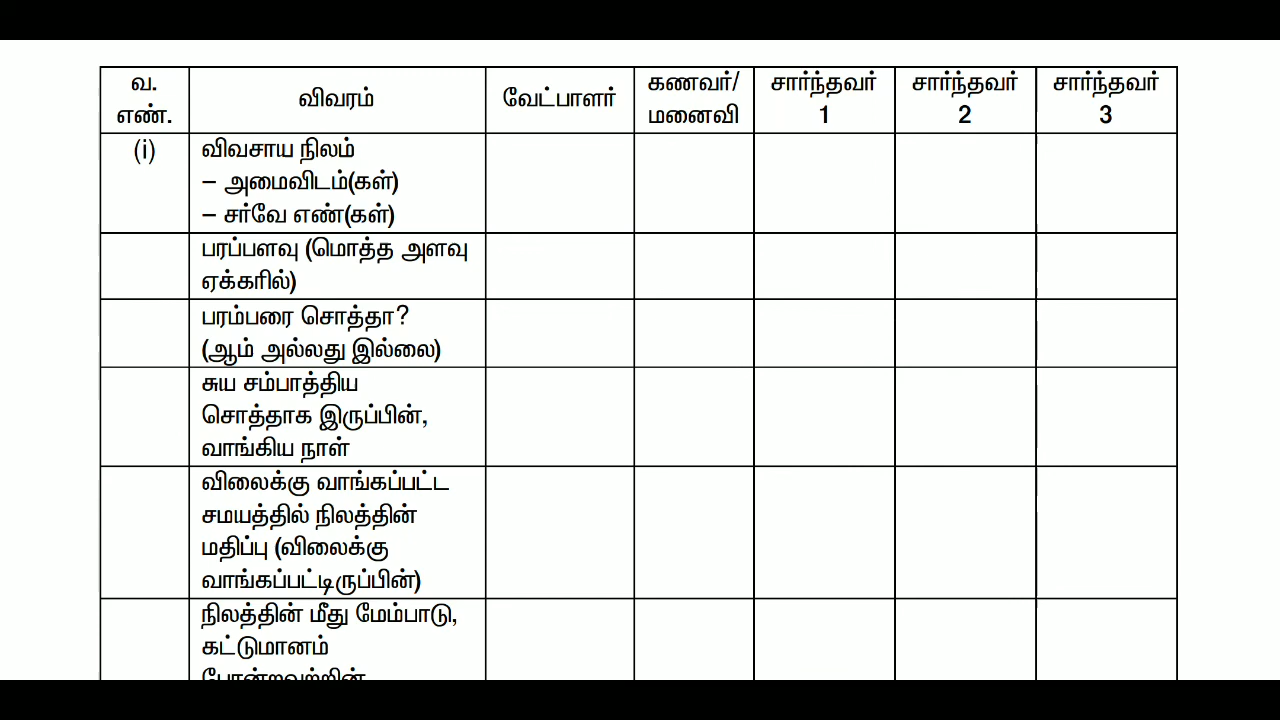 வ. எண்.
விவரம்
வேட்பாளர்
கணவர்/ மனைவி
சார்ந்தவர் 1
சார்ந்தவர் 2
சார்ந்தவர் 3
(i)
விவசாய நிலம்
– அமைவிடம்(கள்)
– சர்வே எண்(கள்)
பரப்பளவு (மொத்த அளவு
ஏக்கரில்)
பரம்பரை சொத்தா?
(ஆம் அல்லது இல்லை)
சுய சம்பாத்திய
சொத்தாக இருப்பின்,
வாங்கிய நாள்
விலைக்கு வாங்கப்பட்ட
சமயத்தில் நிலத்தின்
மதிப்பு (விலைக்கு
வாங்கப்பட்டிருப்பின்)
நிலத்தின் மீது மேம்பாடு,
கட்டுமானம்